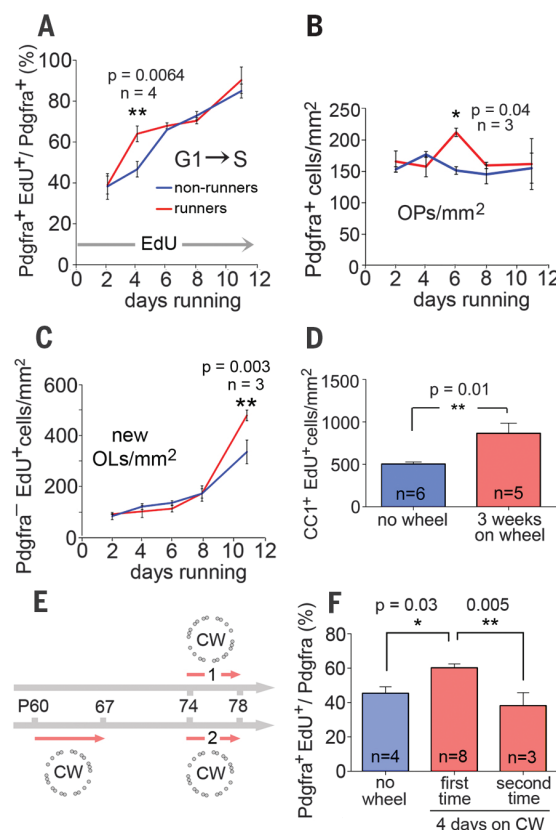 A
Pdgfra⁺ EdU⁺/ Pdgfra⁺ (%)
100
80
60
40
20
0
p = 0.0064
n = 4
**
G1→S
non-runners
runners
EdU
0 2 4 6 8 10 12
days running
B
Pdgfra⁺ cells/mm²
250
200
150
100
50
0
*
p = 0.04
n = 3
OPs/mm²
0 2 4 6 8 10 12
days running
C
Pdgfra⁻ EdU⁺cells/mm²
600
400
200
0
p = 0.003
n = 3
**
new
OLs/mm²
0 2 4 6 8 10 12
days running
D
CC1⁺ EdU⁺cells/mm²
1500
1000
500
0
p = 0.01
**
n=6
n=5
no wheel
3 weeks
on wheel
E
CW
1
P60 67 74 78
2
CW
CW
F
Pdgfra⁺EdU⁺/ Pdgfra (%)
80
60
40
20
0
p = 0.03 0.005
* **
n=4
n=8
n=3
no
wheel
first
time
second
time
4 days on CW